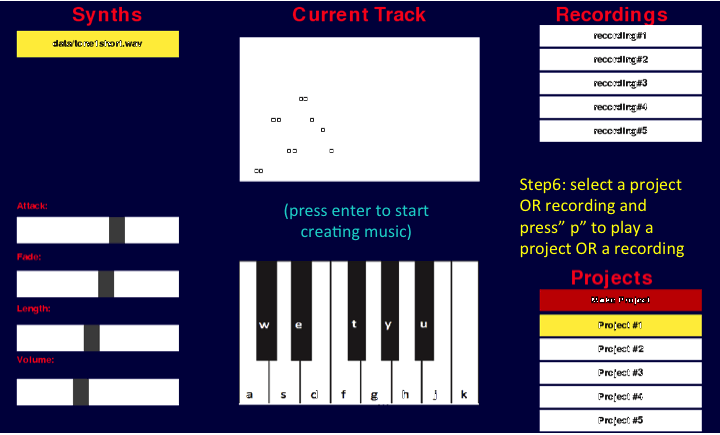 Synths
data/tone1short.wav
Attack:
Fade:
Length:
Volume:
Current Track
(press enter to start
creating music)
w e t y u
a s d f g h j k
Recordings
recording#1
recording#2
recording#3
recording#4
recording#5
Step6: select a project
OR recording and
press” p” to play a
project OR a recording
Projects
Make Project
Project #1
Project #2
Project #3
Project #4
Project #5